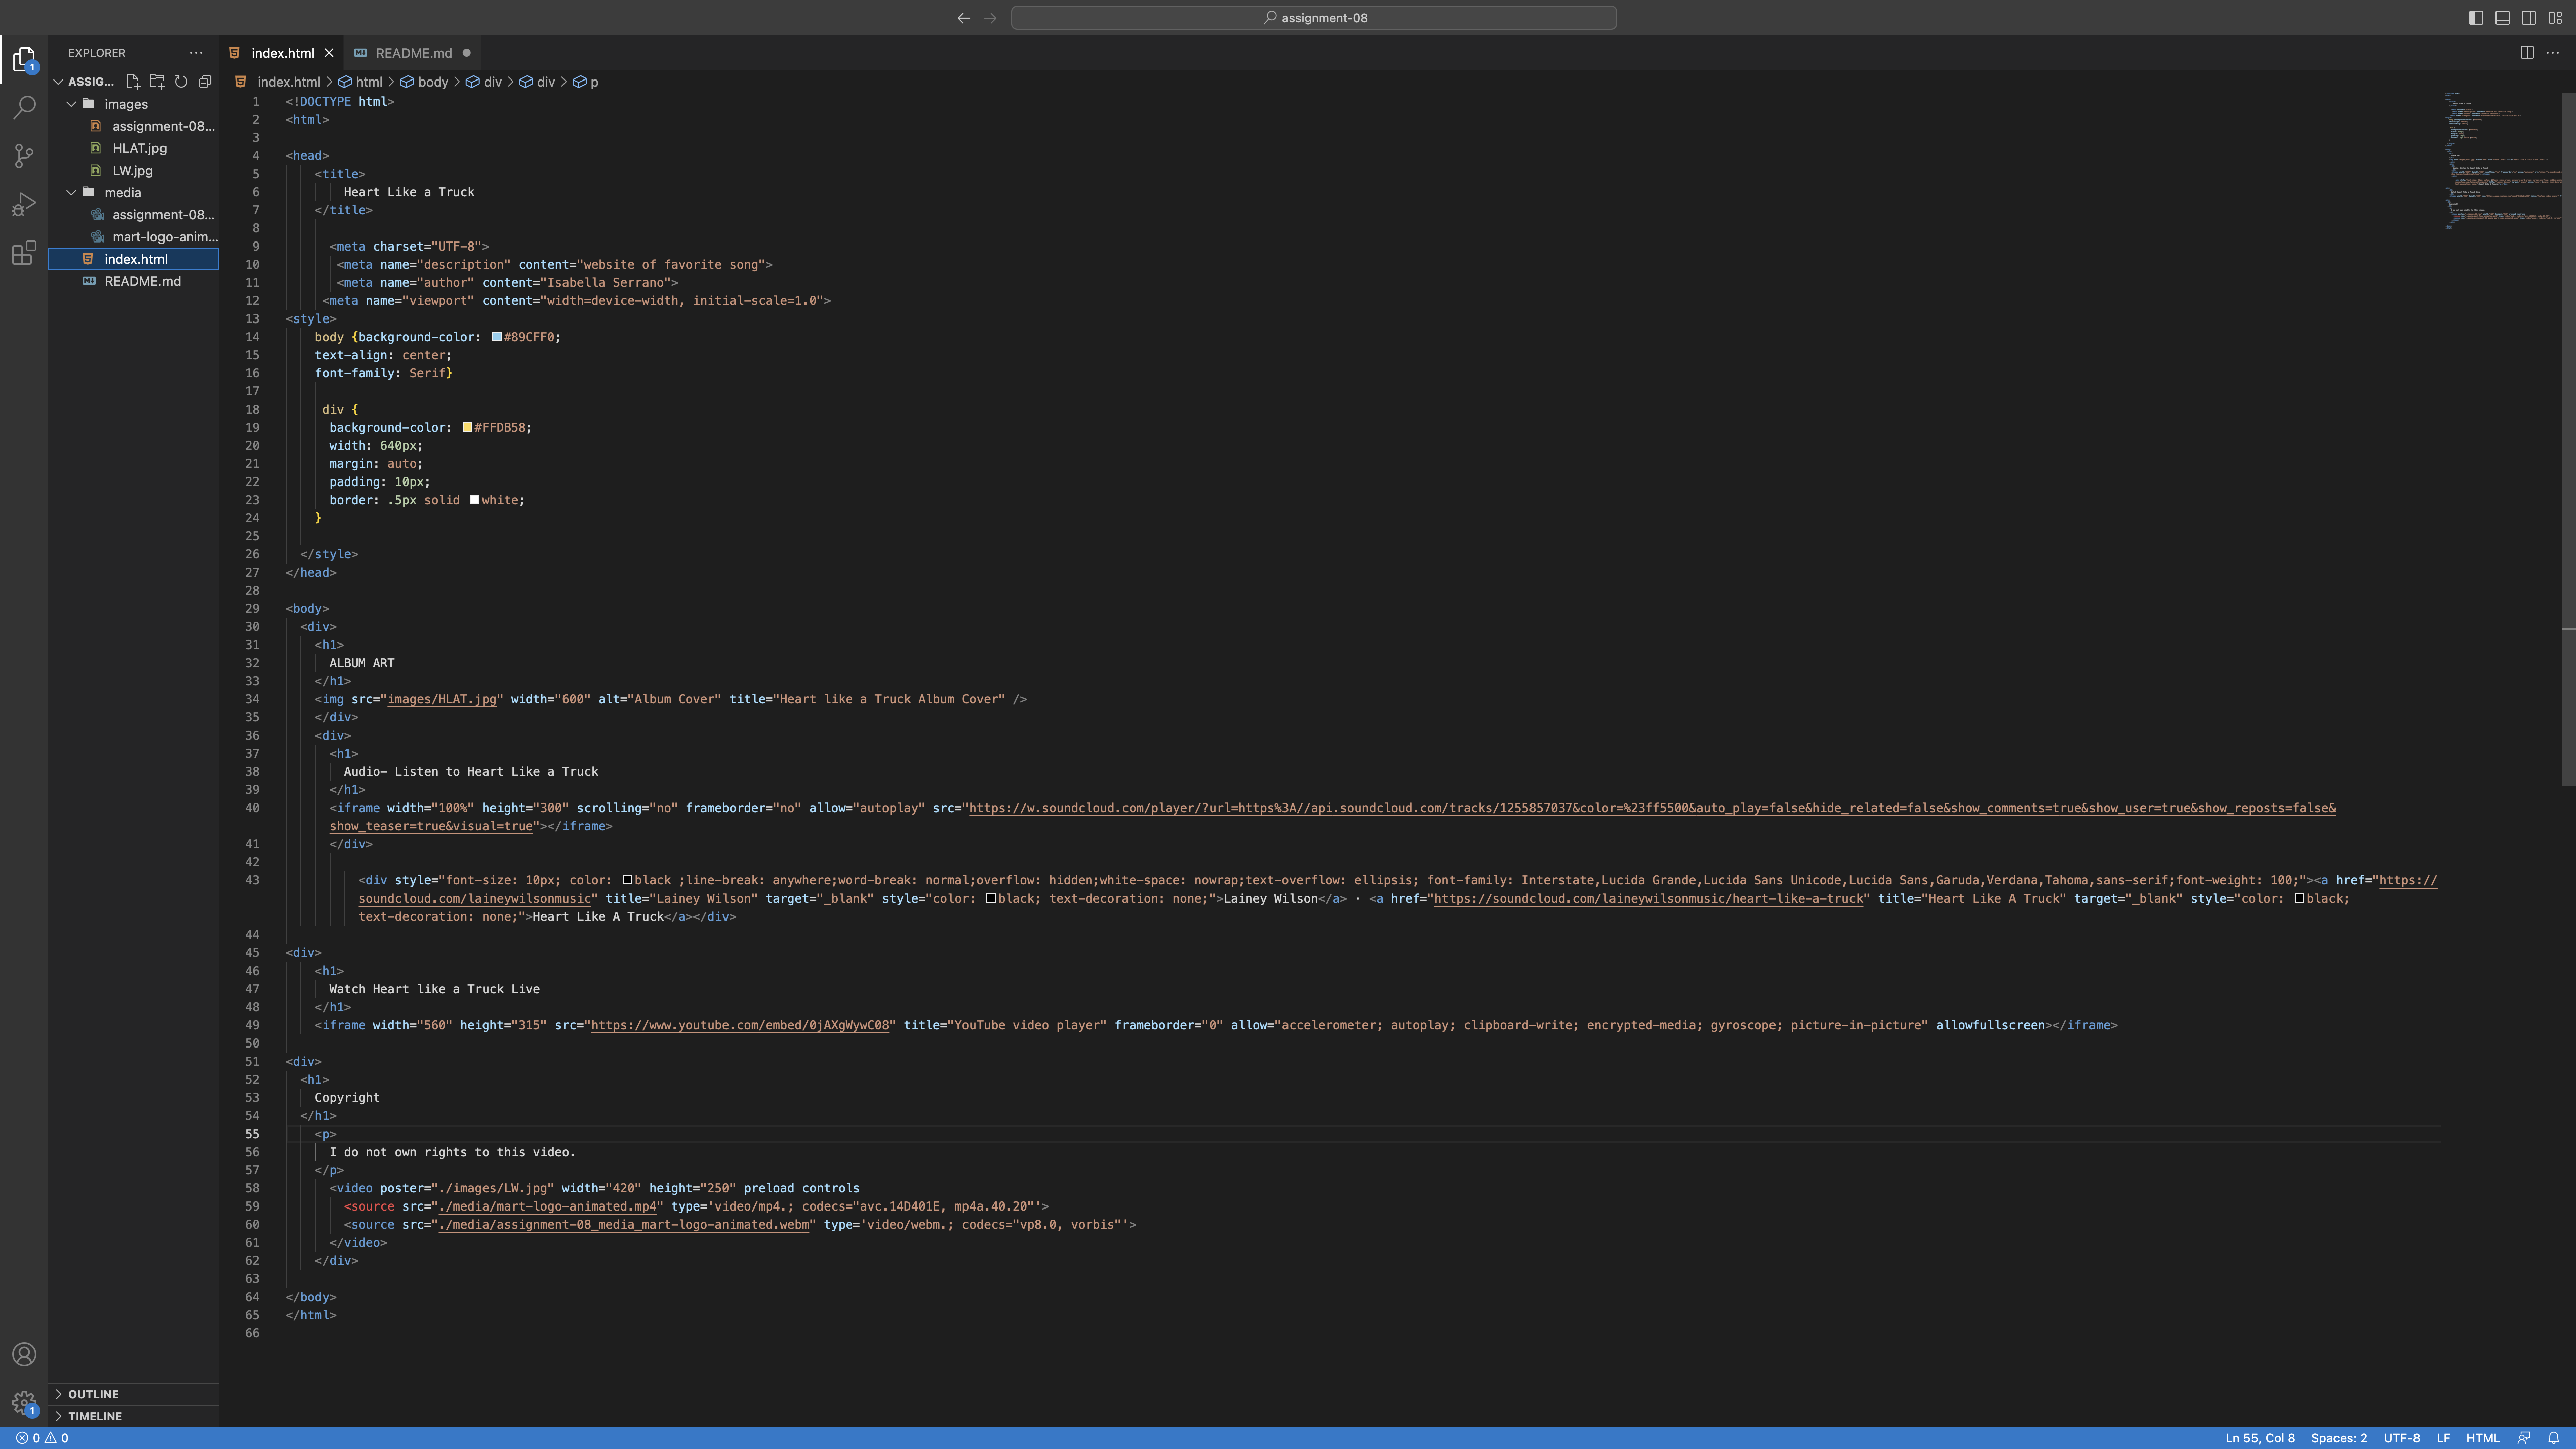 assignment-08
EXPLORER
ASSIG...
images
assignment-08...
HLAT.jpg
LW.jpg
media
assignment-08...
mart-logo-anim...
index.html
README.md
OUTLINE
TIMELINE
index.html
README.md
index.html > html > body > div > div > p
1 <!DOCTYPE html>
2 <html>
3
4 <head>
5 <title>
6 Heart Like a Truck
7 </title>
8
9 <meta charset="UTF-8">
10 <meta name="description" content="website of favorite song">
11 <meta name="author" content="Isabella Serrano">
12 <meta name="viewport" content="width=device-width, initial-scale=1.0">
13 <style>
14 body {background-color: #89CFF0;
15 text-align: center;
16 font-family: Serif}
17
18 div {
19 background-color: #FFDB58;
20 width: 640px;
21 margin: auto;
22 padding: 10px;
23 border: .5px solid white;
24 }
25
26 </style>
27 </head>
28
29 <body>
30 <div>
31 <h1>
32 ALBUM ART
33 </h1>
34 <img src="images/HLAT.jpg" width="600" alt="Album Cover" title="Heart like a Truck Album Cover" />
35 </div>
36 <div>
37 <h1>
38 Audio- Listen to Heart Like a Truck
39 </h1>
40 <iframe width="100%" height="300" scrolling="no" frameborder="no" allow="autoplay" src="https://w.soundcloud.com/player/?url=https%3A//api.soundcloud.com/tracks/1255857037&color=%23ff5500&auto_play=false&hide_related=false&show_comments=true&show_user=true&show_reposts=false&
show_teaser=true&visual=true"></iframe>
41 </div>
42
43 <div style="font-size: 10px; color: black ;line-break: anywhere;word-break: normal;overflow: hidden;white-space: nowrap;text-overflow: ellipsis; font-family: Interstate,Lucida Grande,Lucida Sans Unicode,Lucida Sans,Garuda,Verdana,Tahoma,sans-serif;font-weight: 100;"><a href="https://
soundcloud.com/laineywilsonmusic" title="Lainey Wilson" target="_blank" style="color: black; text-decoration: none;">Lainey Wilson</a> · <a href="https://soundcloud.com/laineywilsonmusic/heart-like-a-truck" title="Heart Like A Truck" target="_blank" style="color: black;
text-decoration: none;">Heart Like A Truck</a></div>
44
45 <div>
46 <h1>
47 Watch Heart like a Truck Live
48 </h1>
49 <iframe width="560" height="315" src="https://www.youtube.com/embed/0jAXgWywC08" title="YouTube video player" frameborder="0" allow="accelerometer; autoplay; clipboard-write; encrypted-media; gyroscope; picture-in-picture" allowfullscreen></iframe>
50
51 <div>
52 <h1>
53 Copyright
54 </h1>
55 <p>
56 I do not own rights to this video.
57 </p>
58 <video poster="./images/LW.jpg" width="420" height="250" preload controls
59 <source src="./media/mart-logo-animated.mp4" type='video/mp4.; codecs="avc.14D401E, mp4a.40.20"'>
60 <source src="./media/assignment-08_media_mart-logo-animated.webm" type='video/webm.; codecs="vp8.0, vorbis"'>
61 </video>
62 </div>
63
64 </body>
65 </html>
66
0 0
Ln 55, Col 8 Spaces: 2 UTF-8 LF HTML